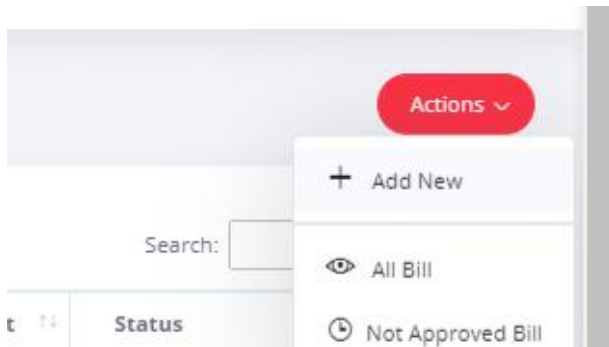 Actions
Add New
Search:
All Bill
t Status
Not Approved Bill